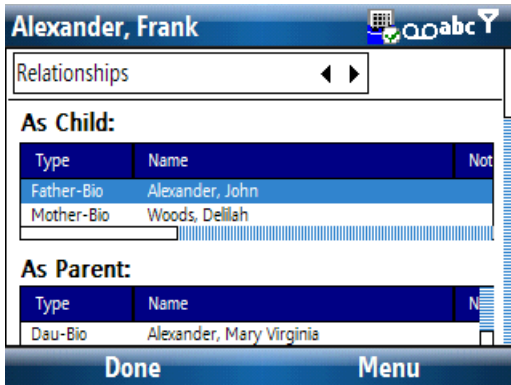 Alexander, Frank abc
Relationships
As Child:
Type Name Not
Father-Bio Alexander, John
Mother-Bio Woods, Delilah
As Parent:
Type Name N
Dau-Bio Alexander, Mary Virginia
Done Menu